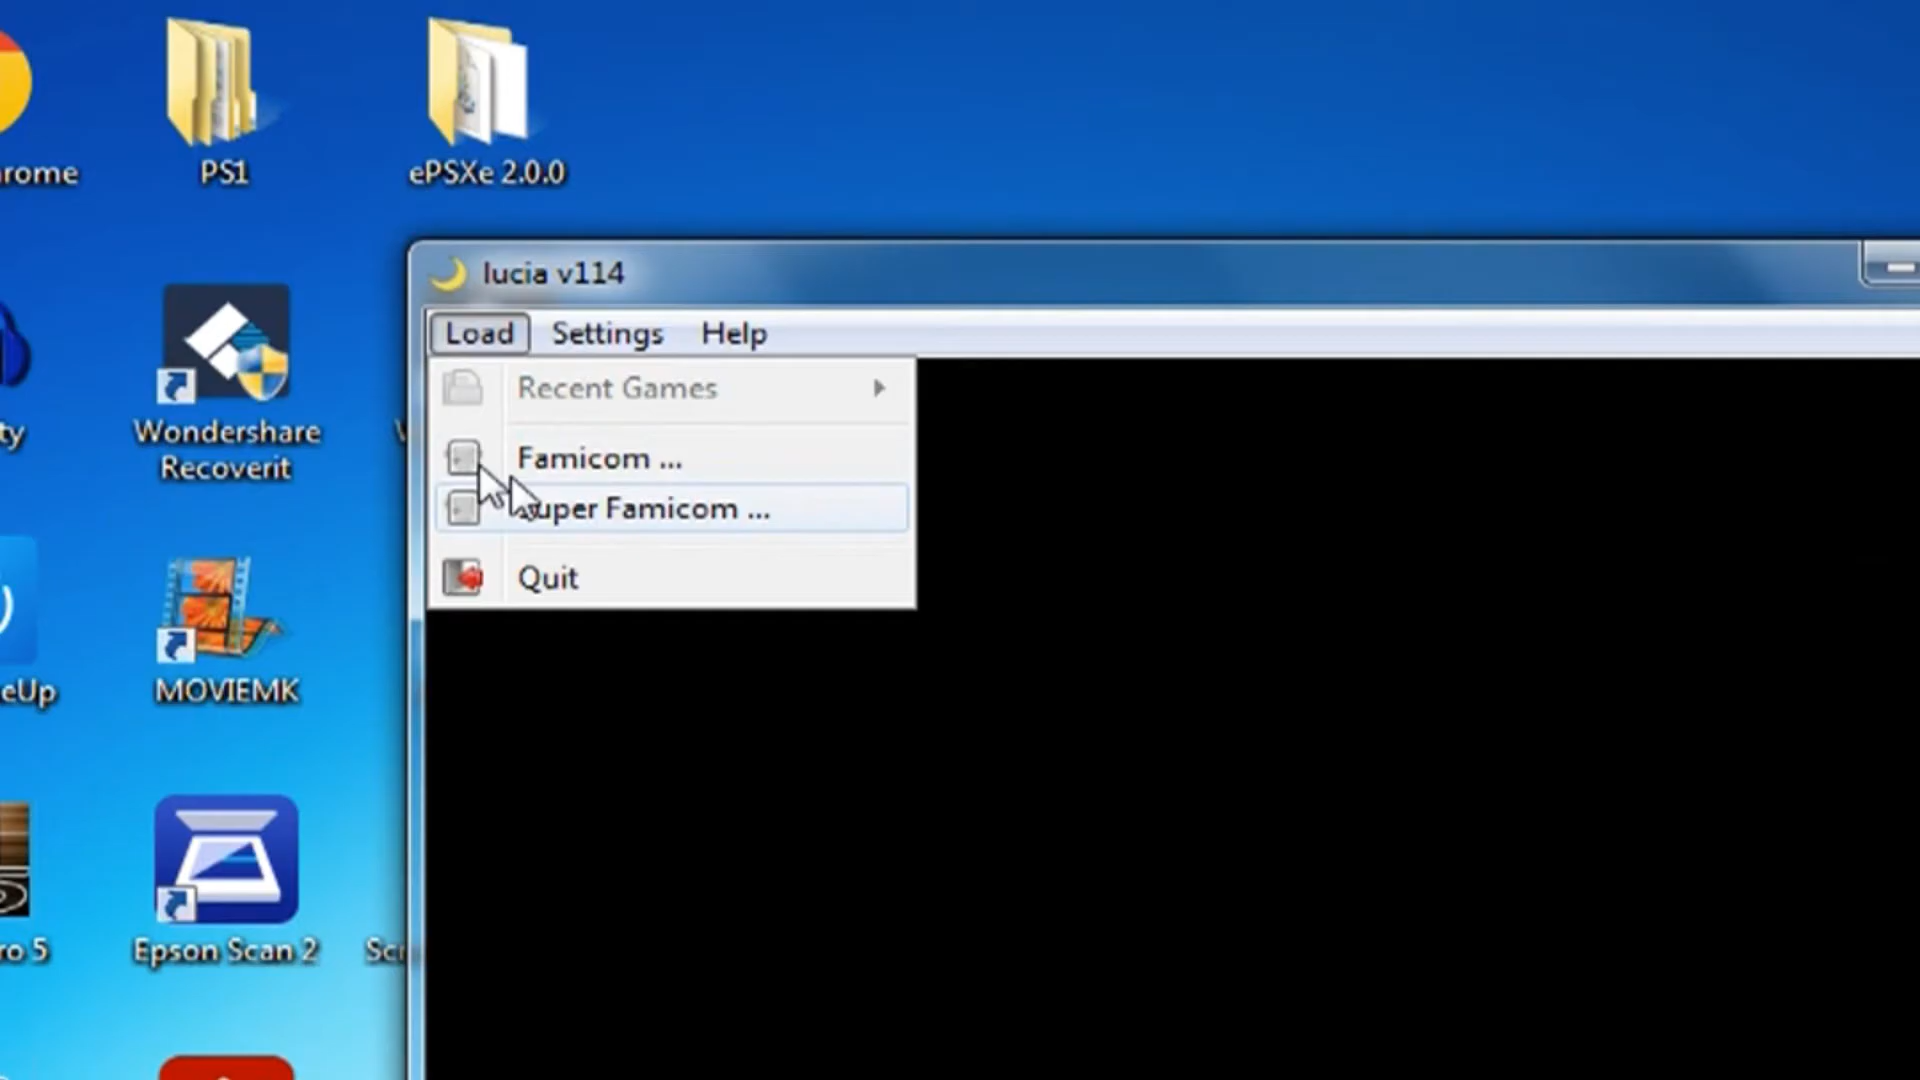 PS1
ePSXe 2.0.0
lucia v114
Load Settings Help
Recent Games
Famicom ...
uper Famicom ...
Quit
Wondershare
Recoverit
MOVIEMK
eUp
Epson Scan 2
ro 5
rome
ty
Scr